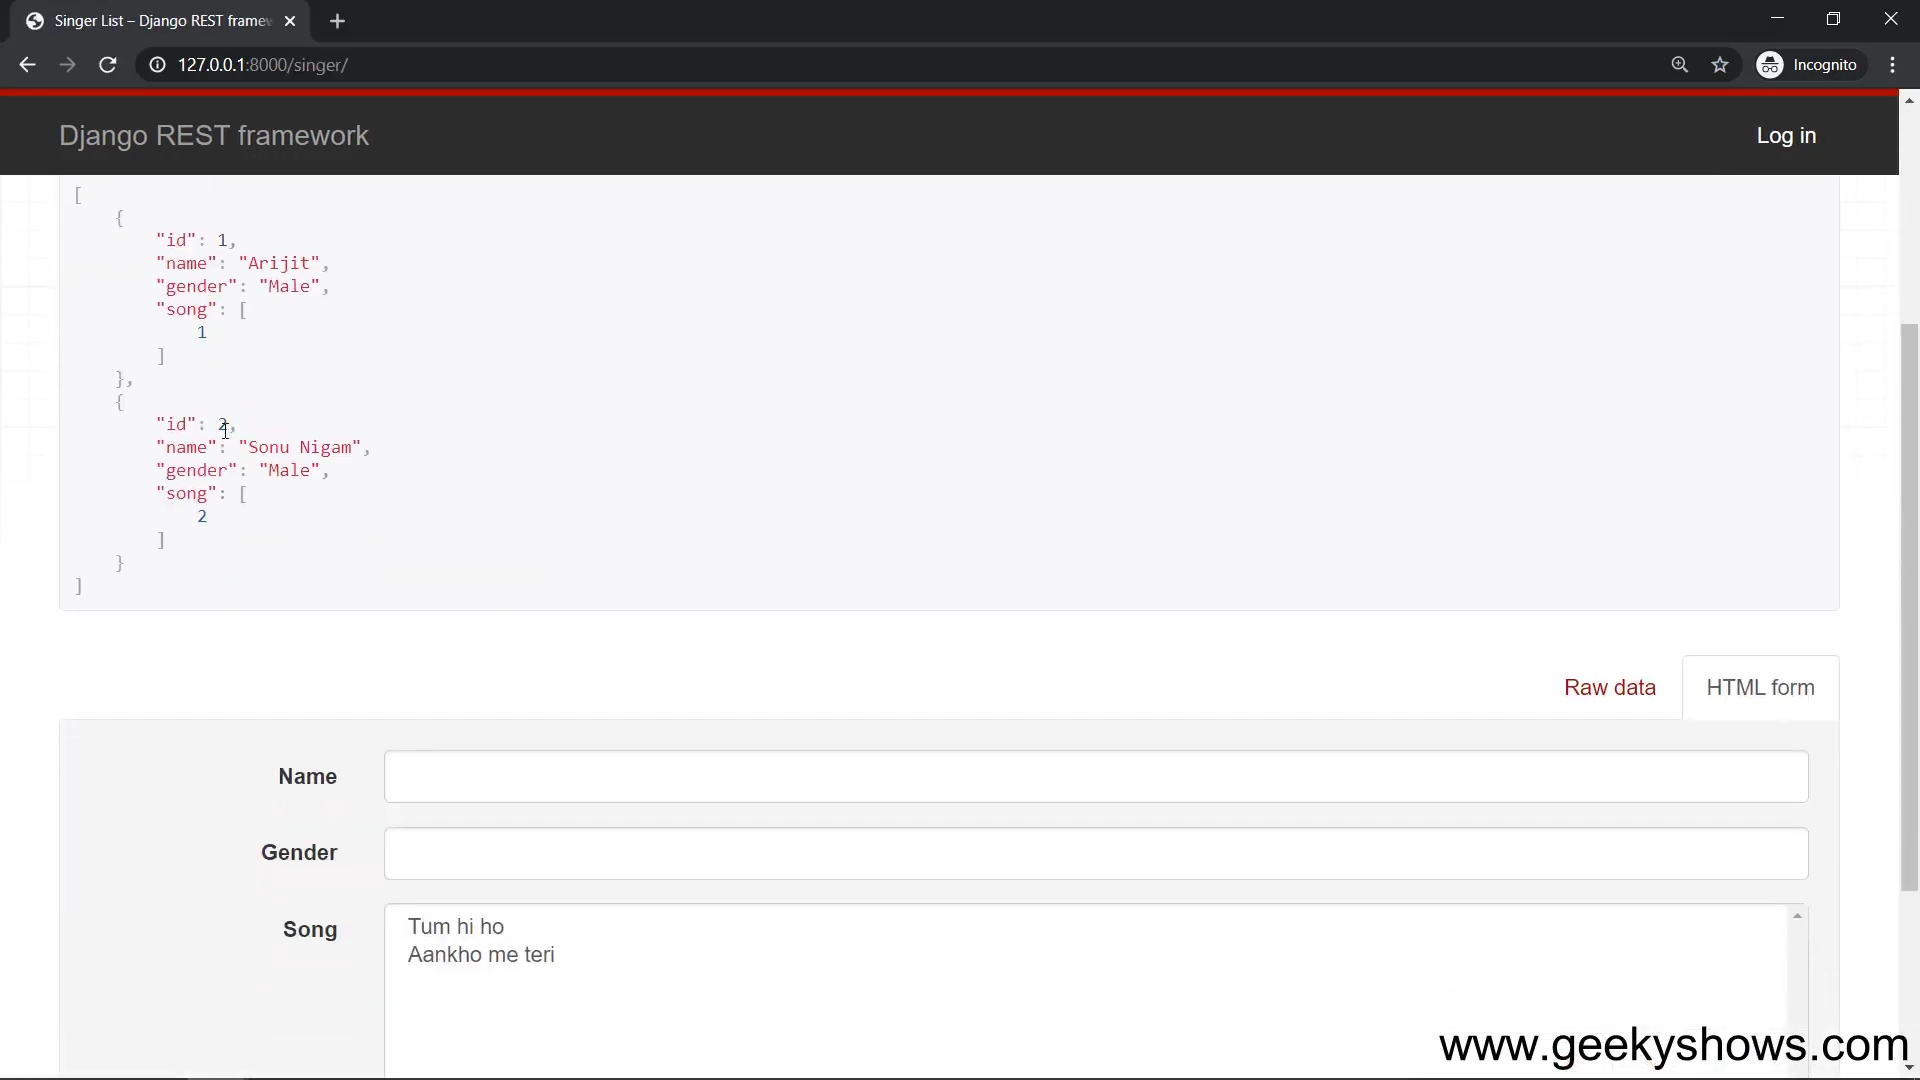 Singer List – Django REST framew
127.0.0.1:8000/singer/
Incognito
Django REST framework
Log in
[
{
"id": 1,
"name": "Arijit",
"gender": "Male",
"song": [
1
]
},
{
"id": 2,
"name": "Sonu Nigam",
"gender": "Male",
"song": [
2
]
}
]
Raw data
HTML form
Name
Gender
Song
Tum hi ho
Aankho me teri
www.geekyshows.com